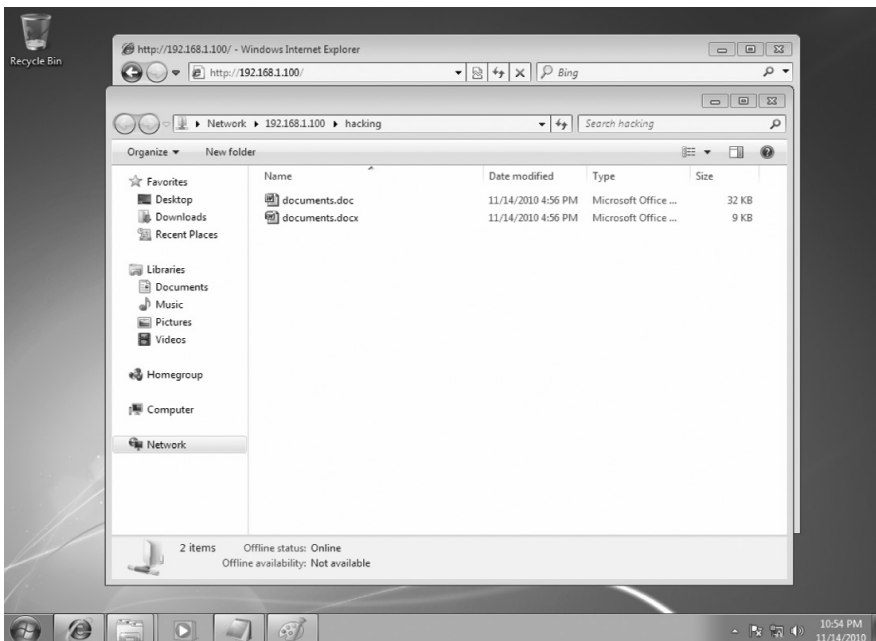 Recycle Bin
http://192.168.1.100/ - Windows Internet Explorer
http://192.168.1.100/
Bing
Network ▸ 192.168.1.100 ▸ hacking
Search hacking
Organize
New folder
Name Date modified Type Size
documents.doc 11/14/2010 4:56 PM Microsoft Office ... 32 KB
documents.docx 11/14/2010 4:56 PM Microsoft Office ... 9 KB
Favorites
Desktop
Downloads
Recent Places
Libraries
Documents
Music
Pictures
Videos
Homegroup
Computer
Network
2 items Offline status: Online
Offline availability: Not available
10:54 PM
11/14/2010